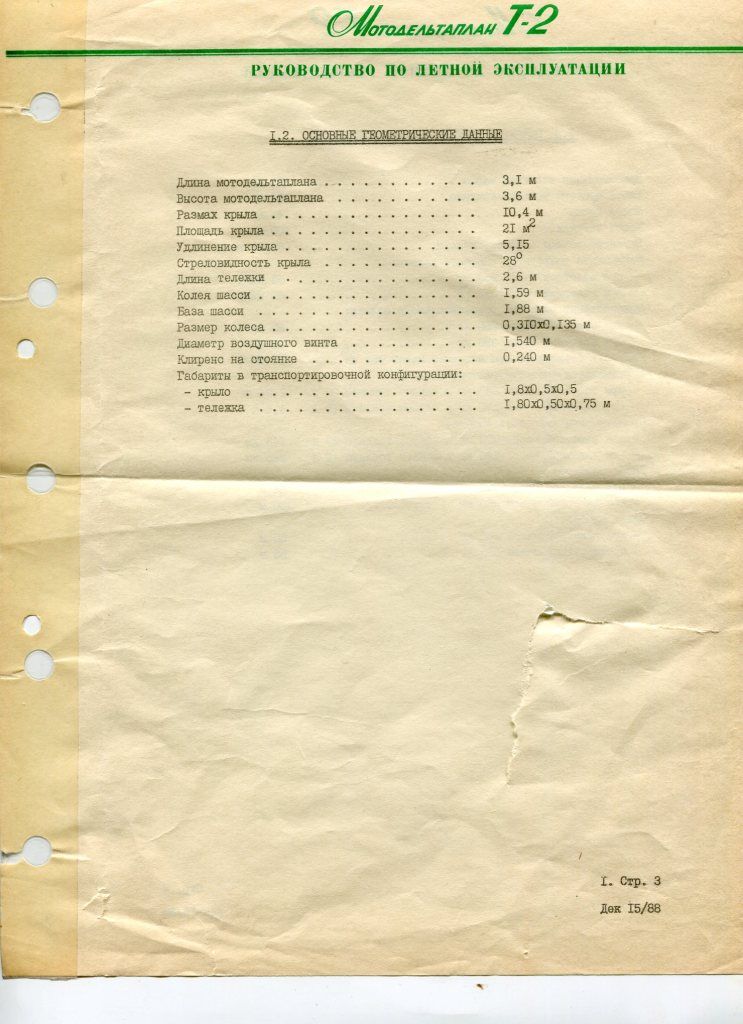 Мотодельтаплан Т-2
РУКОВОДСТВО ПО ЛЕТНОЙ ЭКСПЛУАТАЦИИ
I.2. ОСНОВНЫЕ ГЕОМЕТРИЧЕСКИЕ ДАННЫЕ
Длина мотодельтаплана . . . . . . . . . . . . 3,I м
Высота мотодельтаплана . . . . . . . . . . . 3,6 м
Размах крыла . . . . . . . . . . . . . . . . IO,4 м
Площадь крыла . . . . . . . . . . . . . . . . 2I м²
Удлинение крыла . . . . . . . . . . . . . . . 5,I5
Стреловидность крыла . . . . . . . . . . . . 28°
Длина тележки . . . . . . . . . . . . . . . 2,6 м
Колея шасси . . . . . . . . . . . . . . . . . I,59 м
База шасси . . . . . . . . . . . . . . . . . I,88 м
Размер колеса . . . . . . . . . . . . . . . . 0,3I0х0,I35 м
Диаметр воздушного винта . . . . . . . . . . I,540 м
Клиренс на стоянке . . . . . . . . . . . . . 0,240 м
Габариты в транспортировочной конфигурации:
- крыло . . . . . . . . . . . . . . . . . . I,8х0,5х0,5
- тележка . . . . . . . . . . . . . . . . . I,80х0,50х0,75 м
I. Стр. 3
Дек I5/88